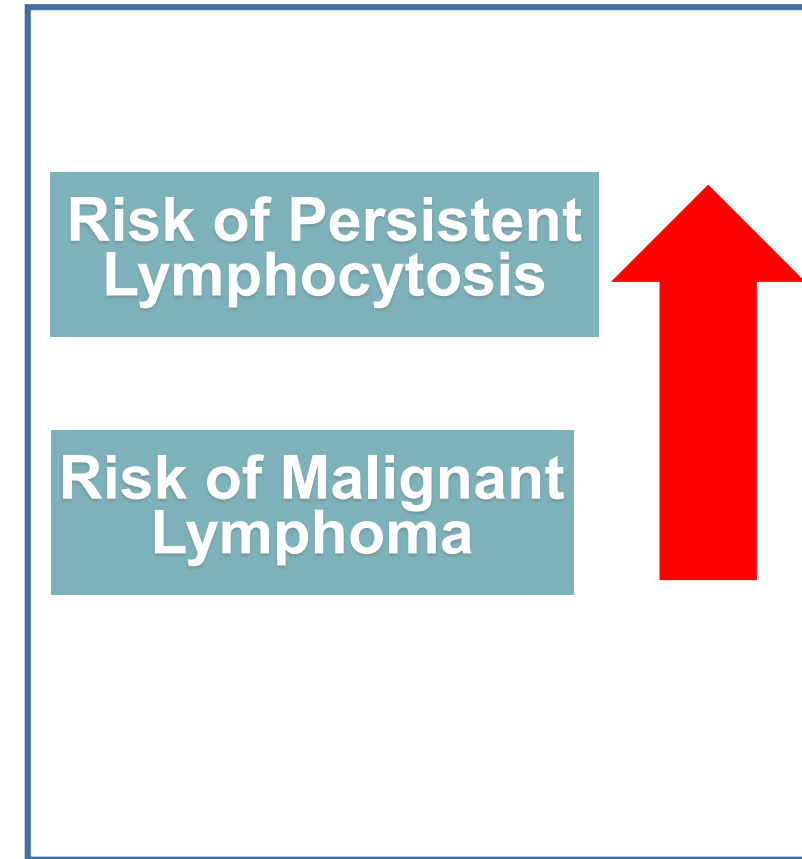 Risk of Persistent
Lymphocytosis
Risk of Malignant
Lymphoma